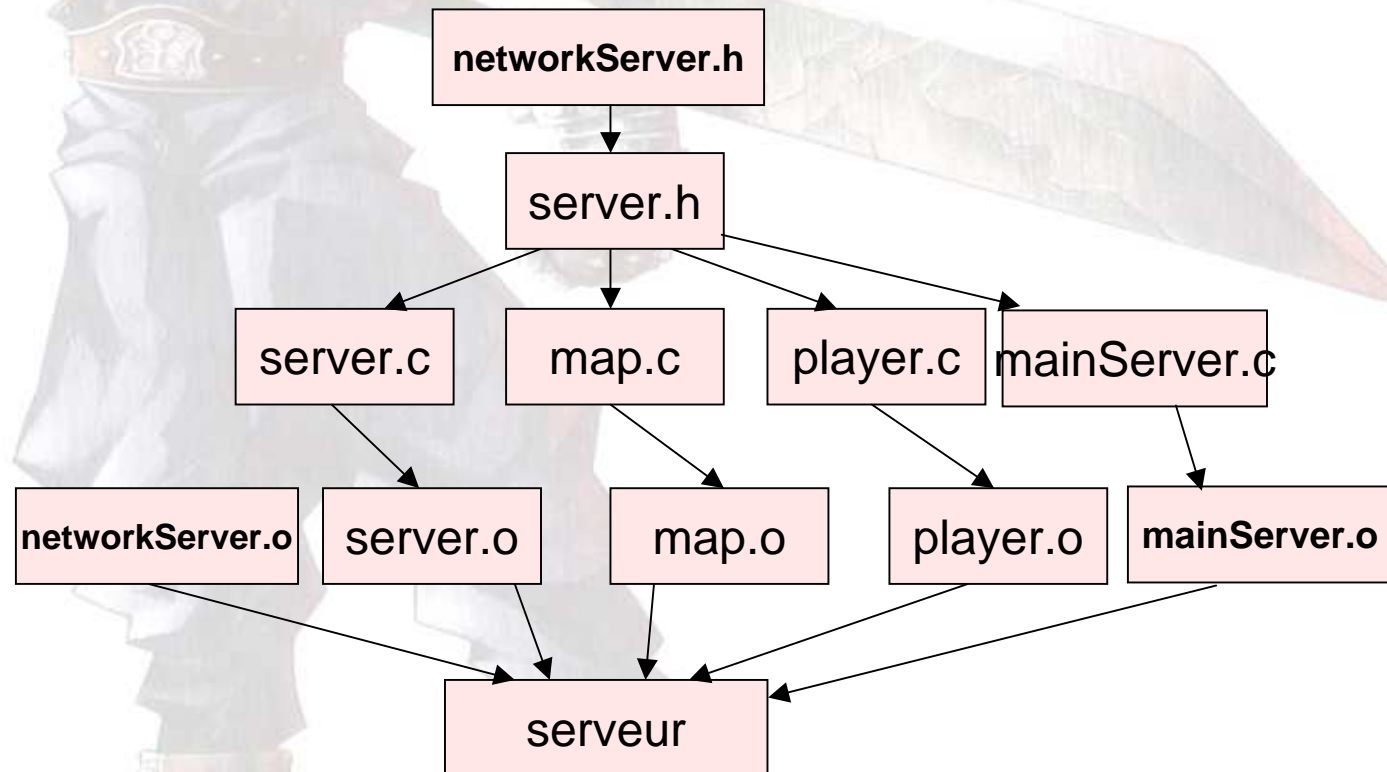 networkServer.h
server.h
server.c
map.c
player.c
mainServer.c
networkServer.o
server.o
map.o
player.o
mainServer.o
serveur